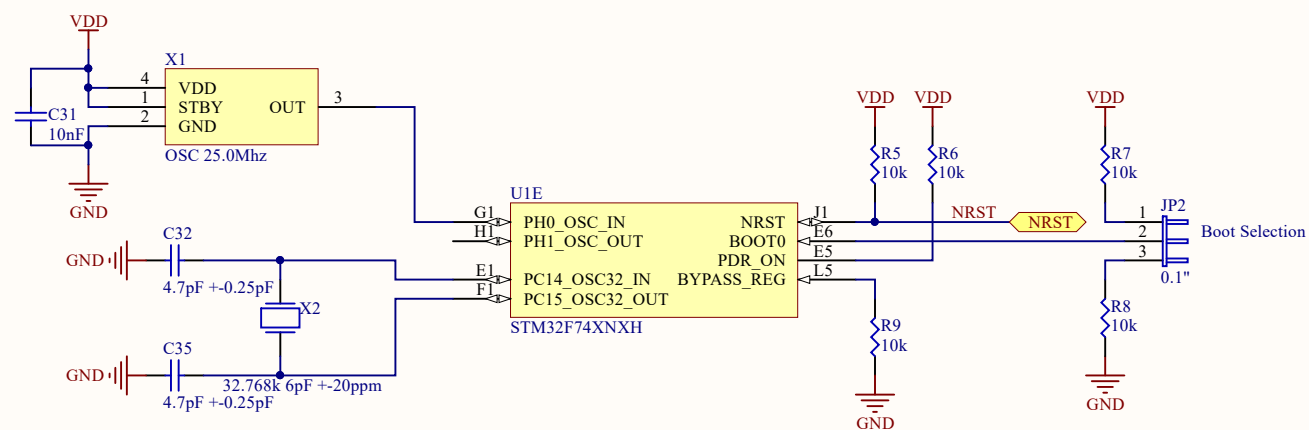 VDD
X1
4
VDD
1
STBY
OUT
3
2
GND
C31
10nF
OSC 25.0Mhz
GND
VDD
VDD
VDD
R5
10k
R6
10k
R7
10k
U1E
G1
PH0_OSC_IN
NRST
J1
NRST
NRST
H1
PH1_OSC_OUT
BOOT0
E6
PDR_ON
E5
E1
PC14_OSC32_IN
BYPASS_REG
L5
F1
PC15_OSC32_OUT
STM32F74XNXH
JP2
1
2
3
Boot Selection
0.1"
C32
GND
4.7pF +-0.25pF
X2
C35
GND
32.768k 6pF +-20ppm
4.7pF +-0.25pF
R9
10k
GND
R8
10k
GND